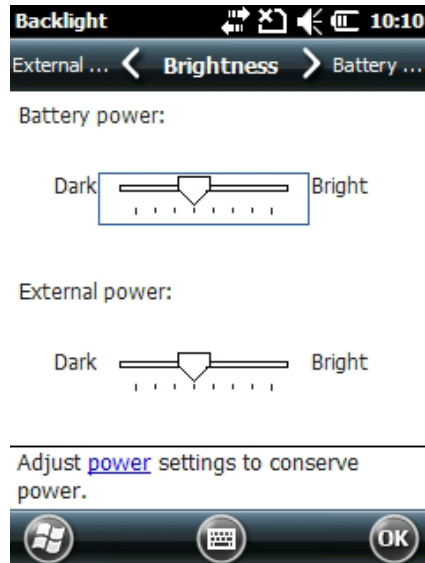 Backlight 10:10
External ... Brightness Battery ...
Battery power:
Dark Bright
External power:
Dark Bright
Adjust power settings to conserve
power.
OK